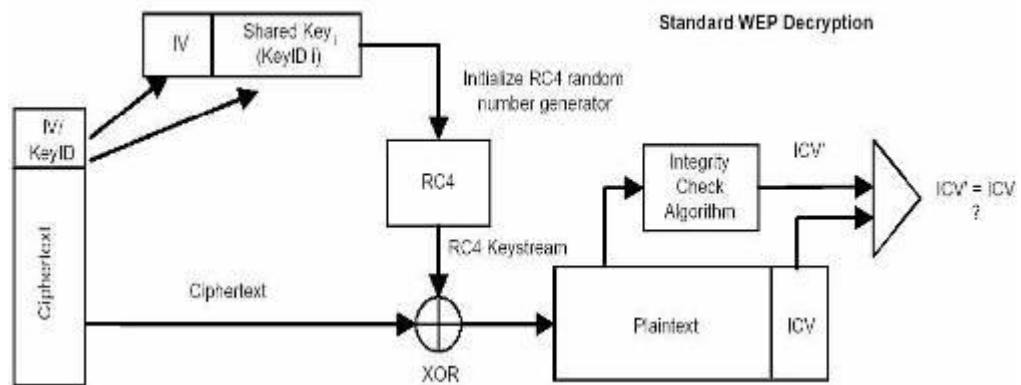 Standard WEP Decryption
IV
Shared Key i
(KeyID i)
Initialize RC4 random
number generator
IV/
KeyID
RC4
Integrity
Check
Algorithm
ICV'
ICV' = ICV
?
RC4 Keystream
Ciphertext
Ciphertext
Plaintext
ICV
XOR